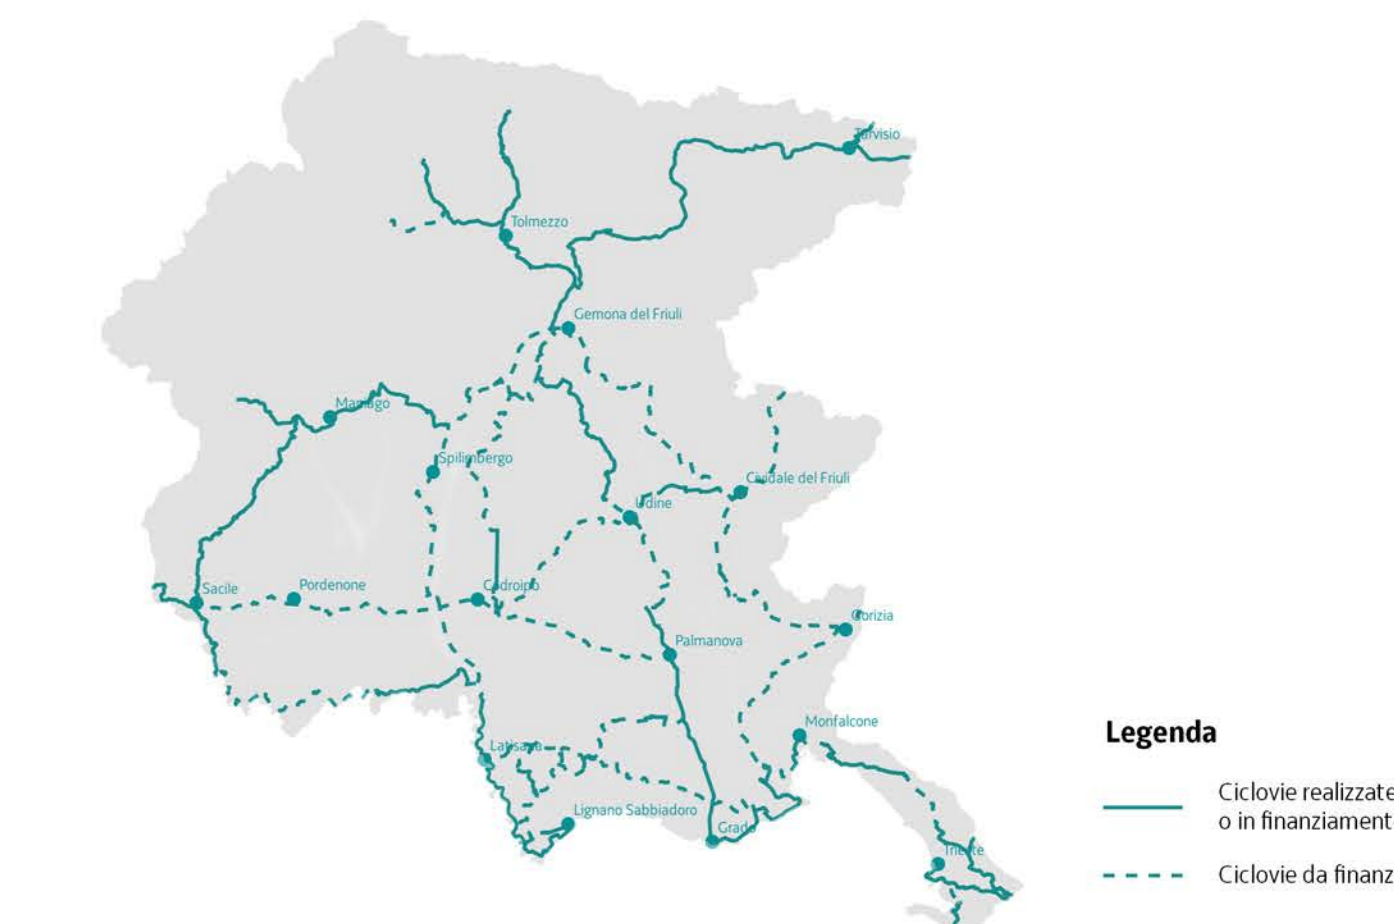 Tarvisio
Tolmezzo
Gemona del Friuli
Maniago
Spilimbergo
Cividale del Friuli
Udine
Sacile
Pordenone
Codroipo
Gorizia
Palmanova
Monfalcone
Latisana
Lignano Sabbiadoro
Grado
Trieste
Legenda
Ciclovie realizzate
o in finanziament
Ciclovie da finanz